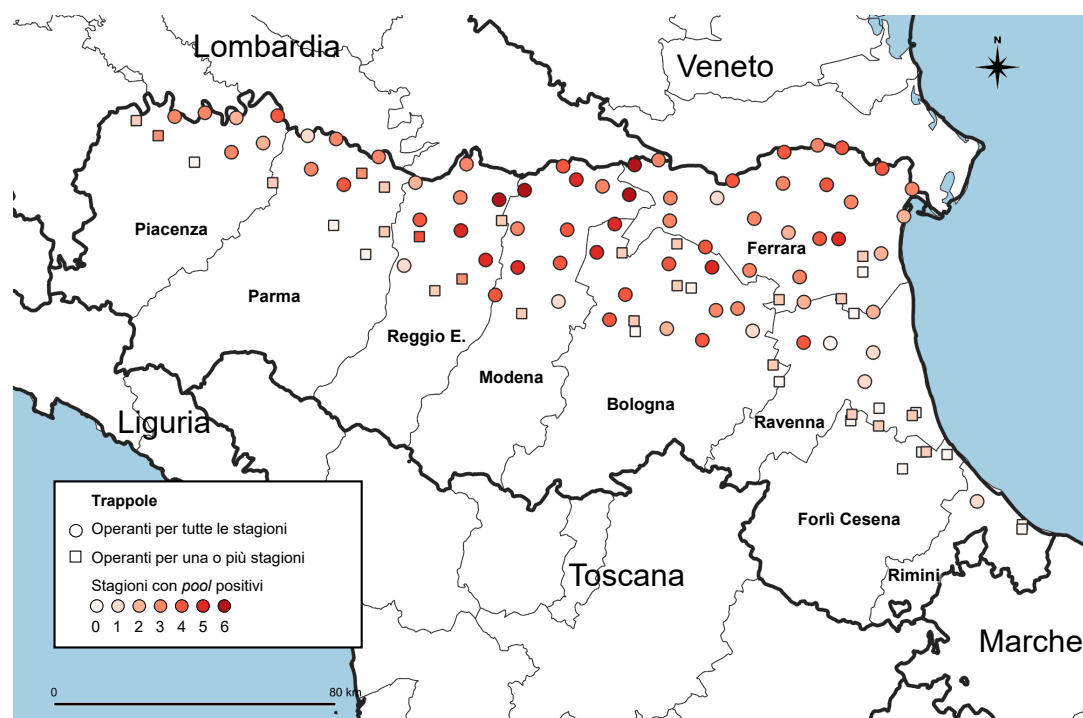 Lombardia
Veneto
N
Piacenza
Ferrara
Parma
Reggio E.
Modena
Liguria
Bologna
Ravenna
Trappole
Operanti per tutte le stagioni
Operanti per una o più stagioni
Stagioni con pool positivi
0 1 2 3 4 5 6
Forlì Cesena
Toscana
Rimini
Marche
0 80 km